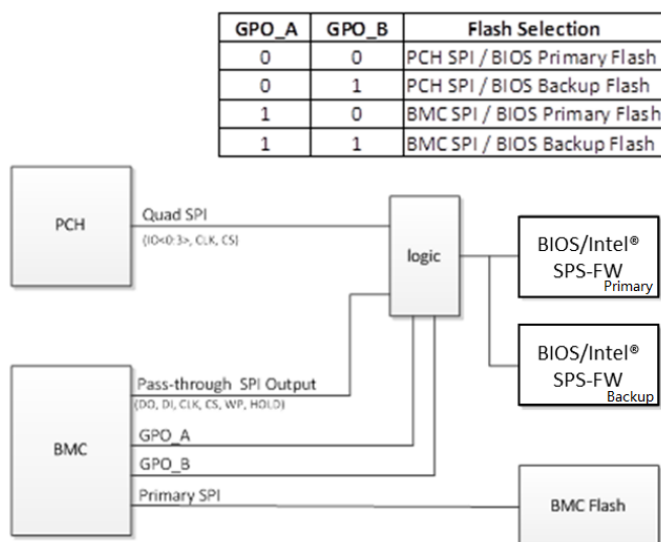 GPO_A GPO_B Flash Selection
0 0 PCH SPI / BIOS Primary Flash
0 1 PCH SPI / BIOS Backup Flash
1 0 BMC SPI / BIOS Primary Flash
1 1 BMC SPI / BIOS Backup Flash
PCH
Quad SPI
(IO<0:3>, CLK, CS)
logic
BIOS/Intel®
SPS-FW
Primary
BIOS/Intel®
SPS-FW
Backup
BMC
Pass-through SPI Output
(DO, DI, CLK, CS, WP, HOLD)
GPO_A
GPO_B
Primary SPI
BMC Flash